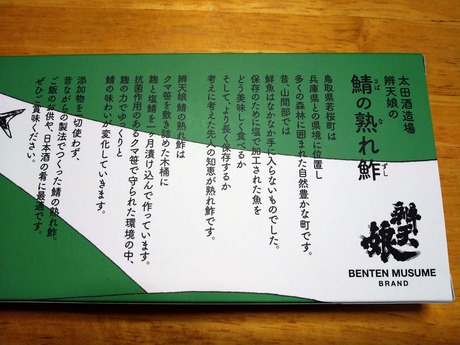 太田酒造場
辨天娘の
鯖の熟れ鮓
さば
な
ずし
鳥取県若桜町は
兵庫県との県境に位置し
多くの森林に囲まれた自然豊かな町です。
昔、山間部では
鮮魚はなかなか手に入らないものでした。
保存のために塩で加工された魚を
どう美味しく食べるか
そして、より長く保存するか
考えに考えた先人の知恵が熟れ鮓です。
辨天娘鯖の熟れ鮓は
クマ笹を敷き詰めた木桶に
麹と塩鯖を一ヶ月漬け込んで作っています。
抗菌作用のあるクマ笹で守られた環境の中、
麹の力でゆっくりと
鯖の味わいが変化していきます。
添加物を一切使わず、
昔ながらの製法でつくった鯖の熟れ鮓。
ご飯のお供や、日本酒の肴に最適です。
ぜひご賞味ください。
辨天娘
BENTEN MUSUME
BRAND